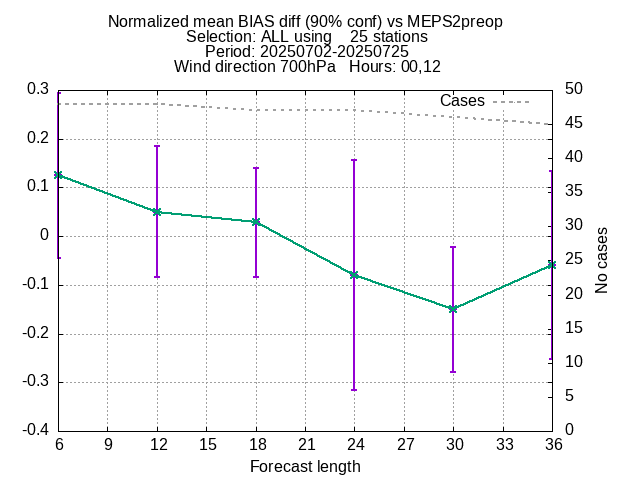 Normalized mean BIAS diff (90% conf) vs MEPS2preop
Selection: ALL using    25 stations
Period: 20250702-20250725
Wind direction 700hPa   Hours: 00,12
Cases
0.3
0.2
0.1
0
-0.1
-0.2
-0.3
-0.4
50
45
40
35
30
25
20
15
10
5
0
No cases
6 9 12 15 18 21 24 27 30 33 36
Forecast length